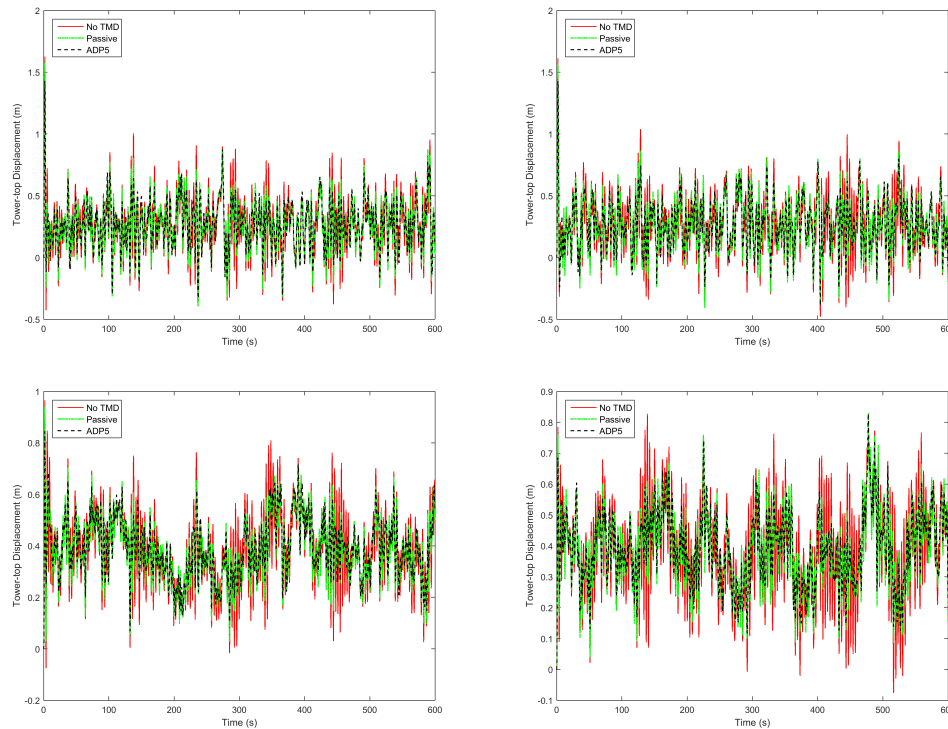 2
1.5
1
0.5
0
-0.5
0 100 200 300 400 500 600
Time (s)
Tower-top Displacement (m)
No TMD
Passive
ADP5
2
1.5
1
0.5
0
-0.5
0 100 200 300 400 500 600
Time (s)
Tower-top Displacement (m)
No TMD
Passive
ADP5
1
0.8
0.6
0.4
0.2
0
-0.2
0 100 200 300 400 500 600
Time (s)
Tower-top Displacement (m)
No TMD
Passive
ADP5
0.9
0.8
0.7
0.6
0.5
0.4
0.3
0.2
0.1
0
-0.1
0 100 200 300 400 500 600
Time (s)
Tower-top Displacement (m)
No TMD
Passive
ADP5